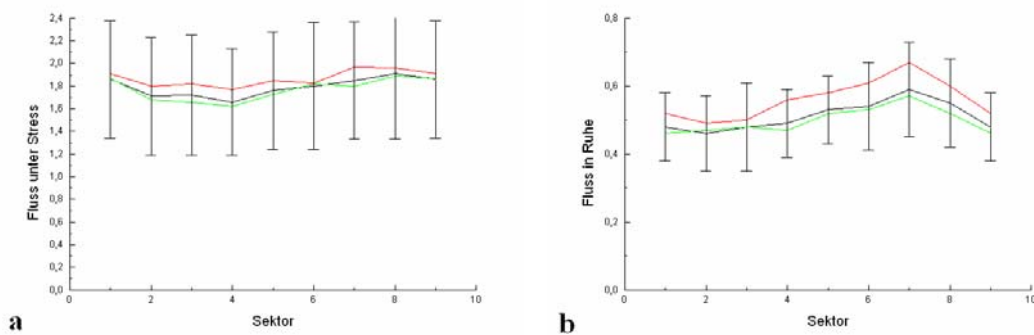 2,4
2,2
2,0
1,8
1,6
1,4
1,2
1,0
0,8
0,6
0,4
0,2
0,0
Fluss unter Stress
0 2 4 6 8 10
Sektor
a
0,8
0,6
0,4
0,2
0,0
Fluss in Ruhe
0 2 4 6 8 10
Sektor
b